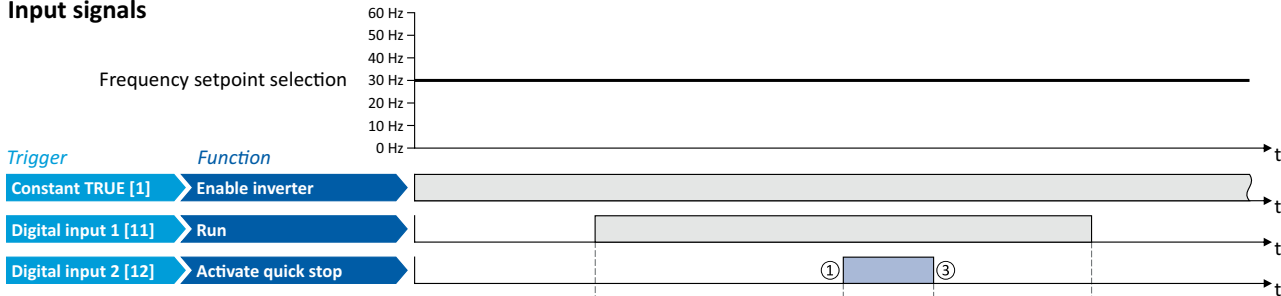 Input signals
60 Hz
50 Hz
40 Hz
Frequency setpoint selection 30 Hz
20 Hz
10 Hz
0 Hz
t
Trigger Function
Constant TRUE [1] Enable inverter
t
Digital input 1 [11] Run
t
Digital input 2 [12] Activate quick stop ① ③
t